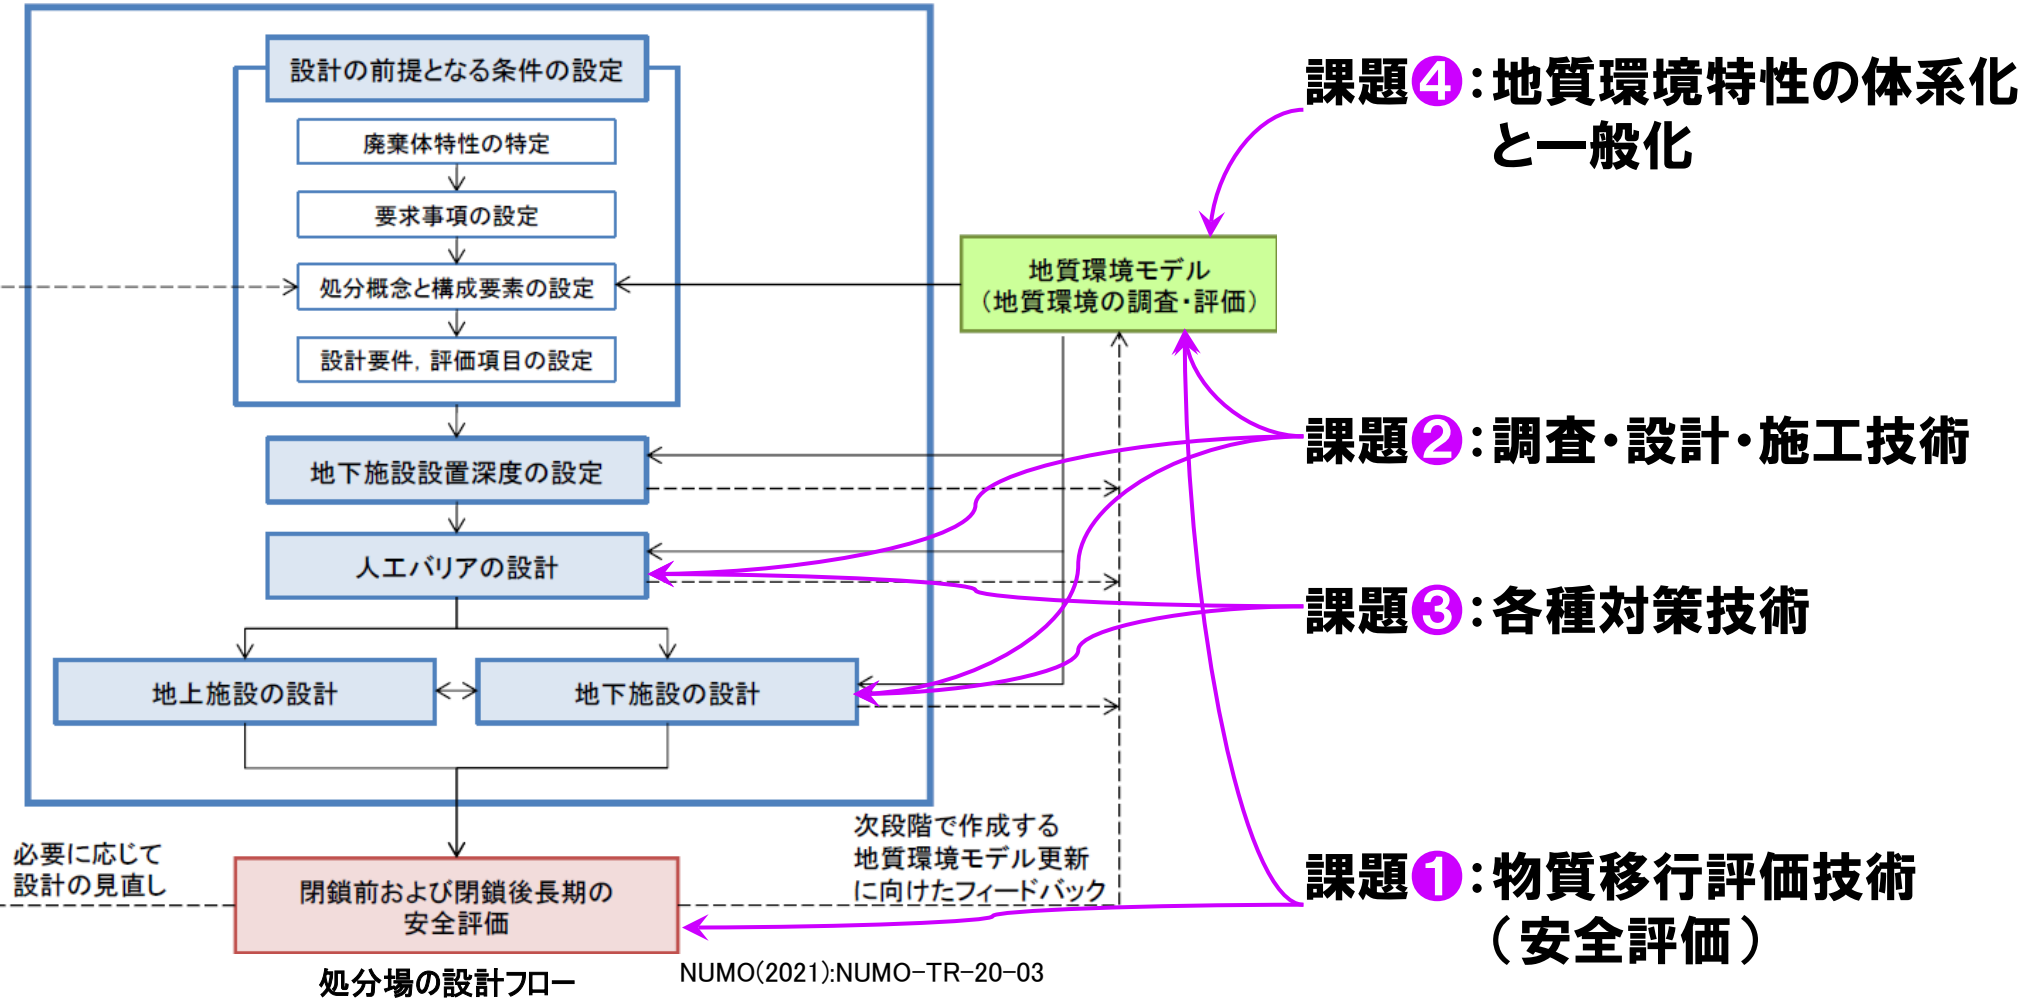 設計の前提となる条件の設定
廃棄体特性の特定
要求事項の設定
処分概念と構成要素の設定
設計要件，評価項目の設定
地下施設設置深度の設定
人工バリアの設計
地上施設の設計
地下施設の設計
必要に応じて
設計の見直し
閉鎖前および閉鎖後長期の
安全評価
次段階で作成する
地質環境モデル更新
に向けたフィードバック
処分場の設計フロー
NUMO(2021):NUMO-TR-20-03
地質環境モデル
（地質環境の調査・評価）
課題❹：地質環境特性の体系化
と一般化
課題❷：調査・設計・施工技術
課題❸：各種対策技術
課題❶：物質移行評価技術
（安全評価）